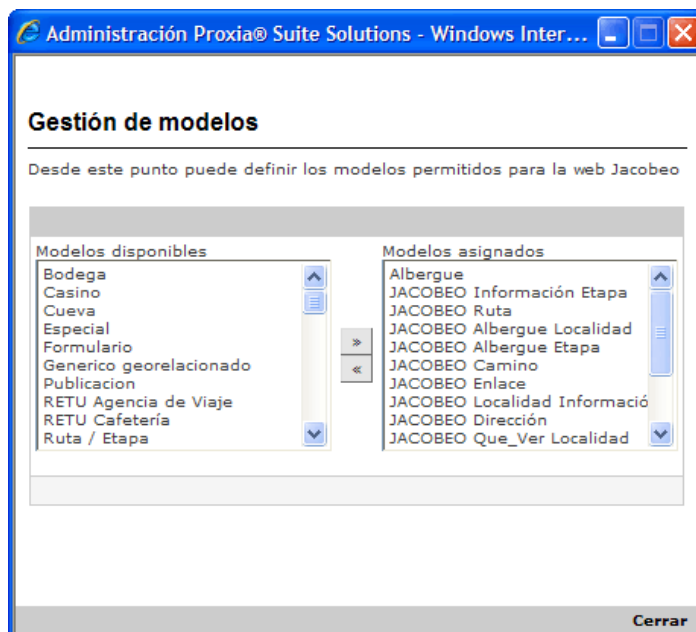 Administración Proxia® Suite Solutions - Windows Inter...
Gestión de modelos
Desde este punto puede definir los modelos permitidos para la web Jacobeo
Modelos disponibles
Bodega
Casino
Cueva
Especial
Formulario
Generico georelacionado
Publicacion
RETU Agencia de Viaje
RETU Cafetería
Ruta / Etapa
»
«
Modelos asignados
Albergue
JACOBEO Información Etapa
JACOBEO Ruta
JACOBEO Albergue Localidad
JACOBEO Albergue Etapa
JACOBEO Camino
JACOBEO Enlace
JACOBEO Localidad Informació
JACOBEO Dirección
JACOBEO Que_Ver Localidad
Cerrar